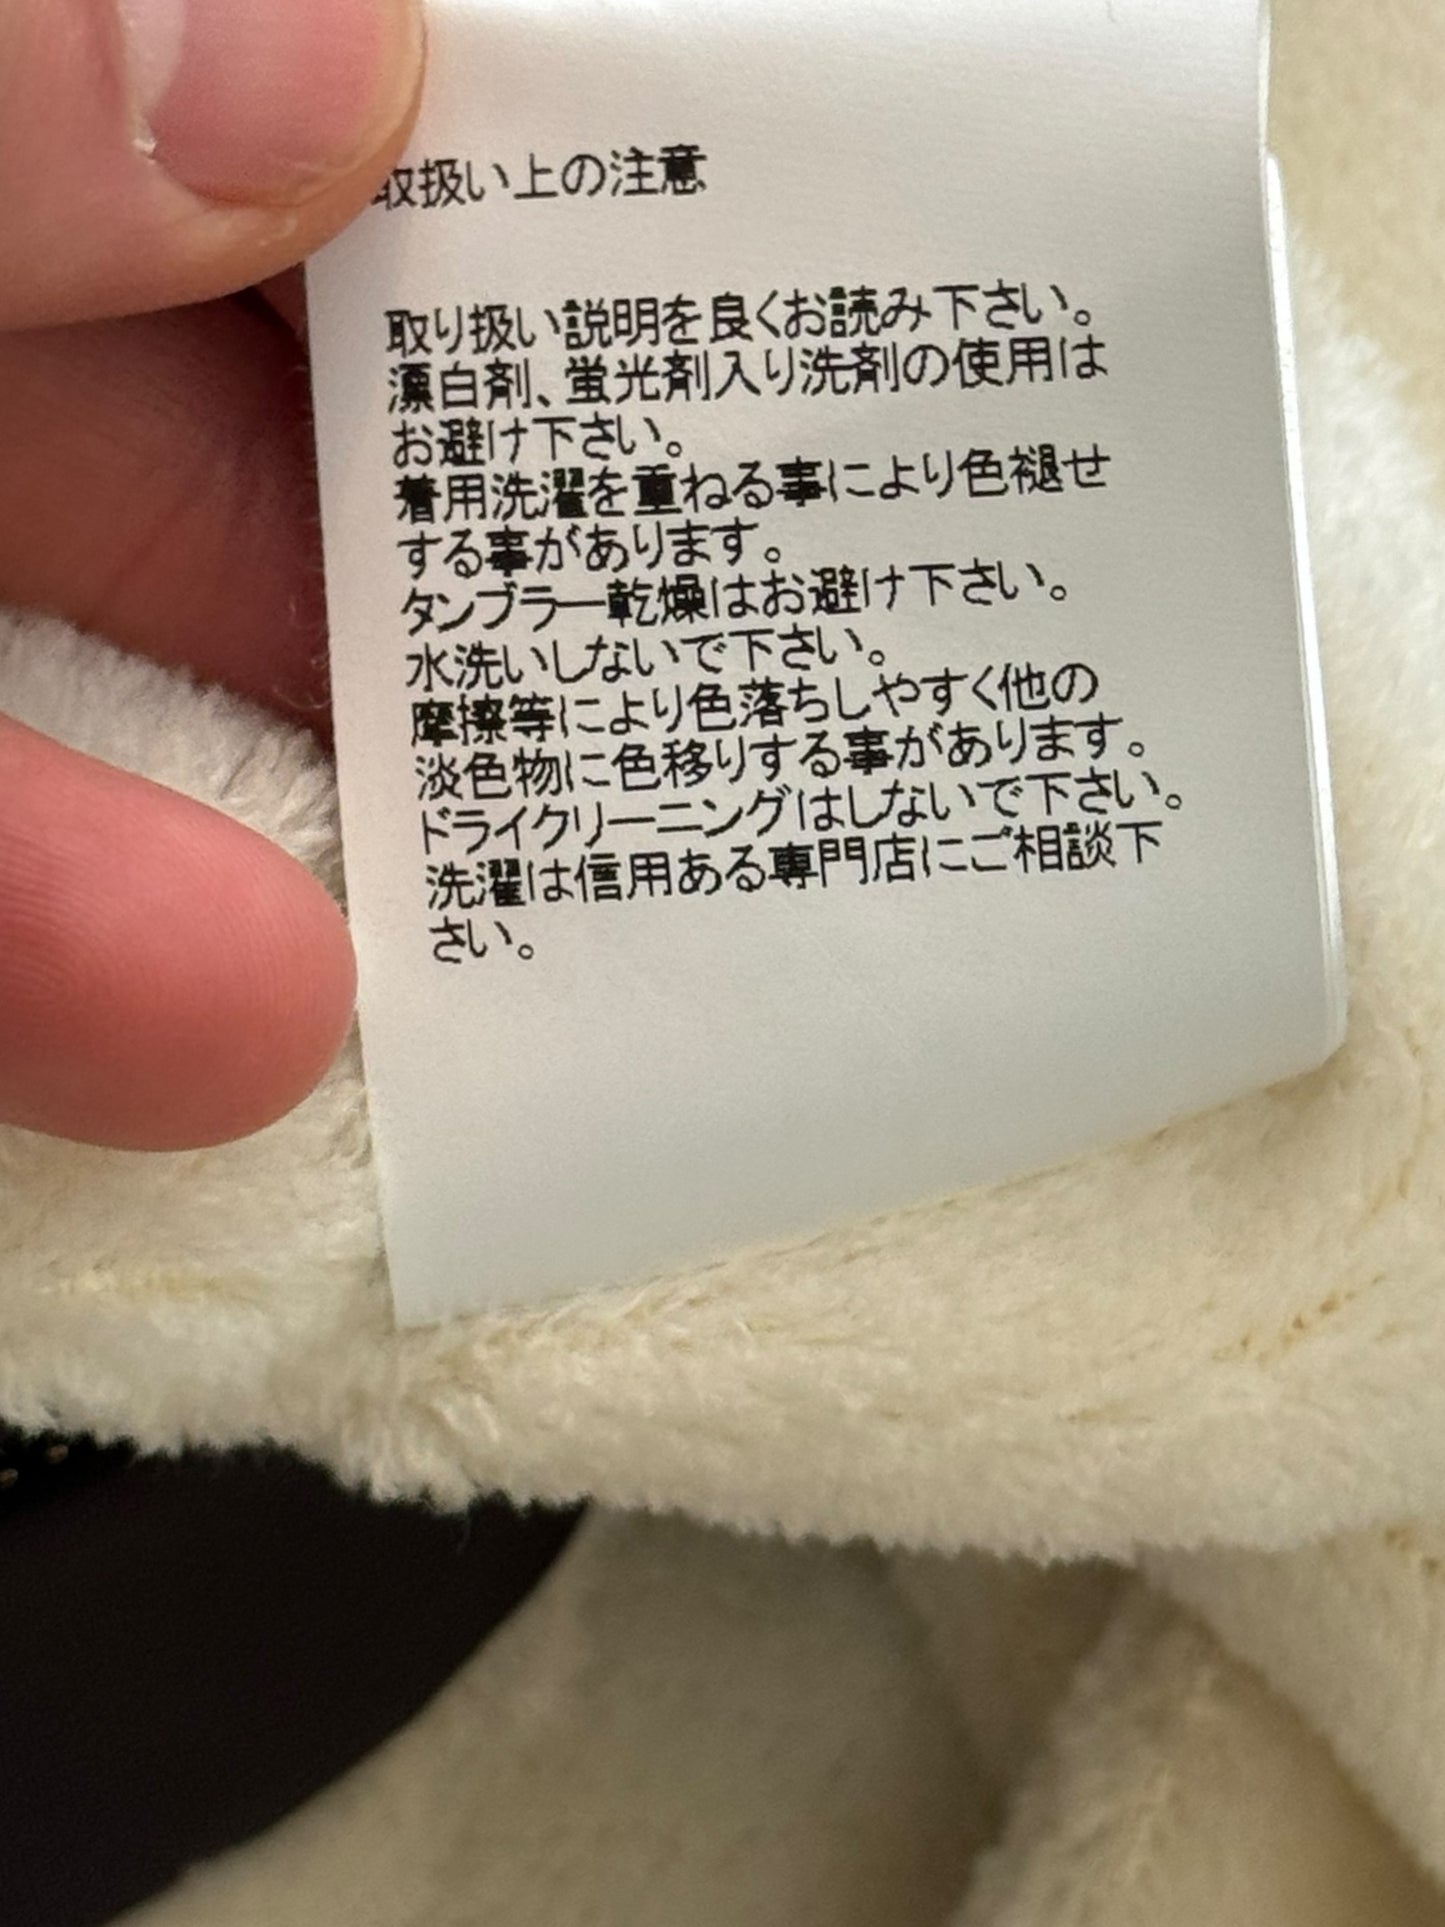 取扱い上の注意
取り扱い説明を良くお読み下さい。
漂白剤、蛍光剤入り洗剤の使用は
お避け下さい。
着用洗濯を重ねる事により色褪せ
する事があります。
タンブラー乾燥はお避け下さい。
水洗いしないで下さい。
摩擦等により色落ちしやすく他の
淡色物に色移りする事があります。
ドライクリーニングはしないで下さい。
洗濯は信用ある専門店にご相談下
さい。